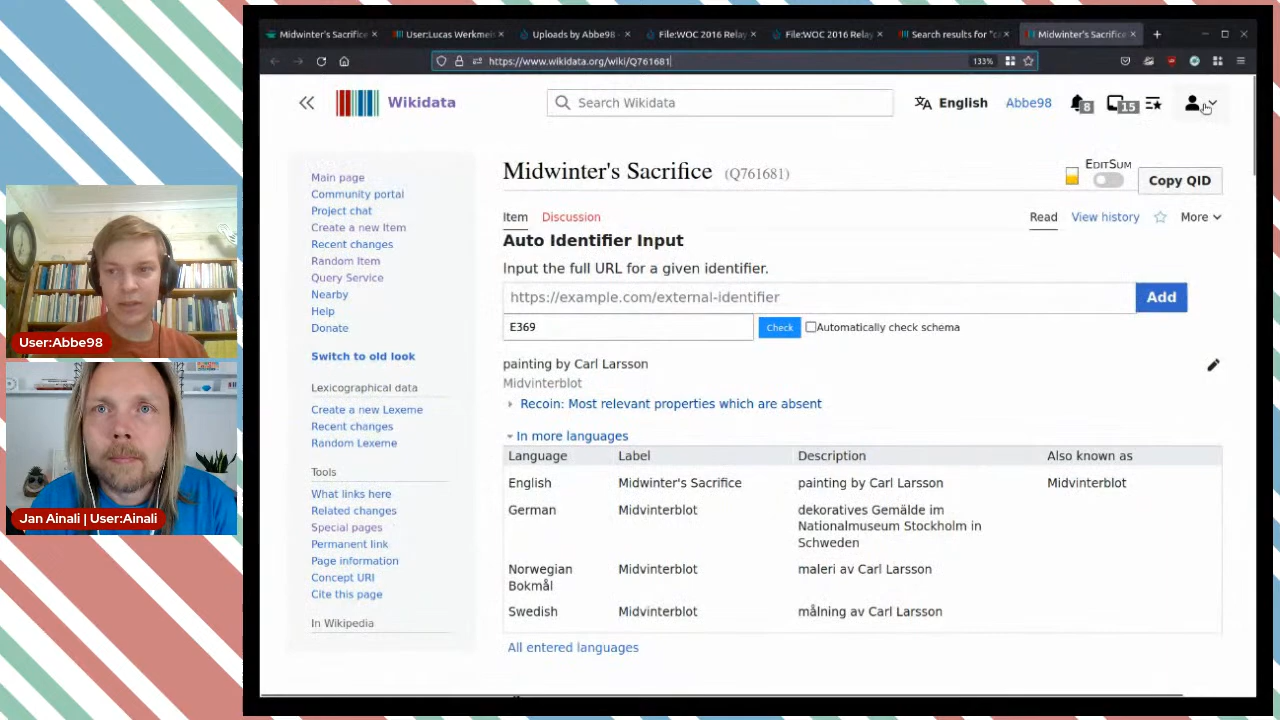 Midwinter's Sacrific
User:Lucas Werkmeis
Uploads by Abbe98 -
File:WOC 2016 Relay
File:WOC 2016 Relay
Search results for "c
Midwinter's Sacrific
https://www.wikidata.org/wiki/Q761681
133%
Wikidata
Search Wikidata
English
Abbe98
8
15
Main page
Community portal
Project chat
Create a new Item
Recent changes
Random Item
Query Service
Nearby
Help
Donate
Switch to old look
Lexicographical data
Create a new Lexeme
Recent changes
Random Lexeme
Tools
What links here
Related changes
Special pages
Permanent link
Page information
Concept URI
Cite this page
In Wikipedia
Midwinter's Sacrifice (Q761681)
EditSum
Copy QID
Item Discussion
Read View history More
Auto Identifier Input
Input the full URL for a given identifier.
https://example.com/external-identifier
Add
E369
Check
Automatically check schema
painting by Carl Larsson
Midvinterblot
Recoin: Most relevant properties which are absent
In more languages
Language Label Description Also known as
English Midwinter's Sacrifice painting by Carl Larsson Midvinterblot
German Midvinterblot dekoratives Gemälde im
Nationalmuseum Stockholm in
Schweden
Norwegian Midvinterblot maleri av Carl Larsson
Bokmål
Swedish Midvinterblot målning av Carl Larsson
All entered languages
User:Abbe98
Jan Ainali | User:Ainali